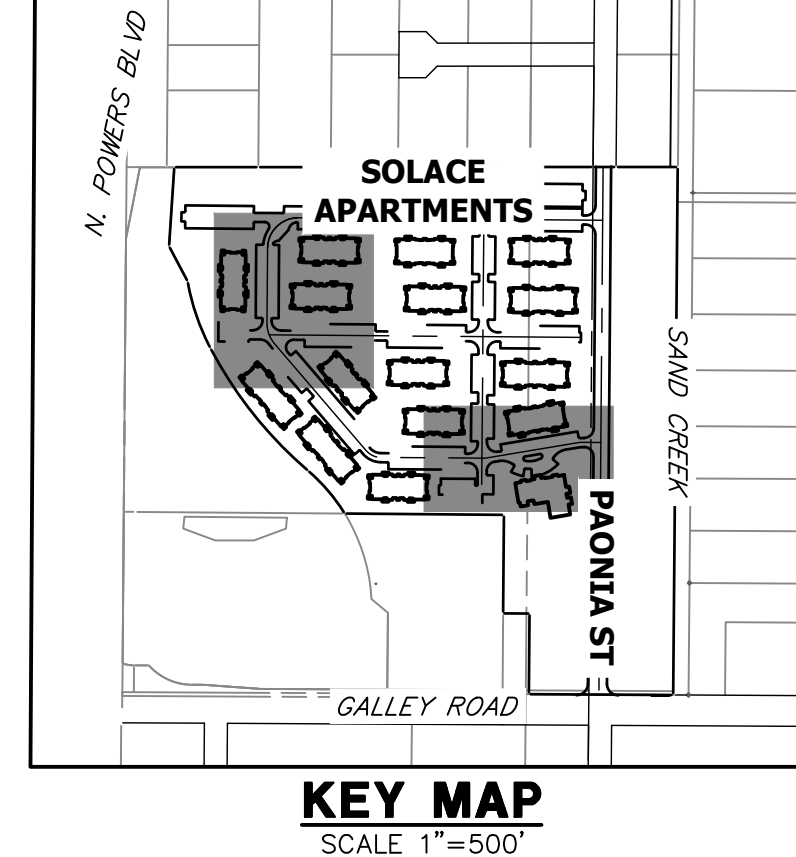 N. POWERS BLVD
SOLACE
APARTMENTS
SAND CREEK
PAONIA ST
GALLEY ROAD
KEY MAP
SCALE 1"=500'